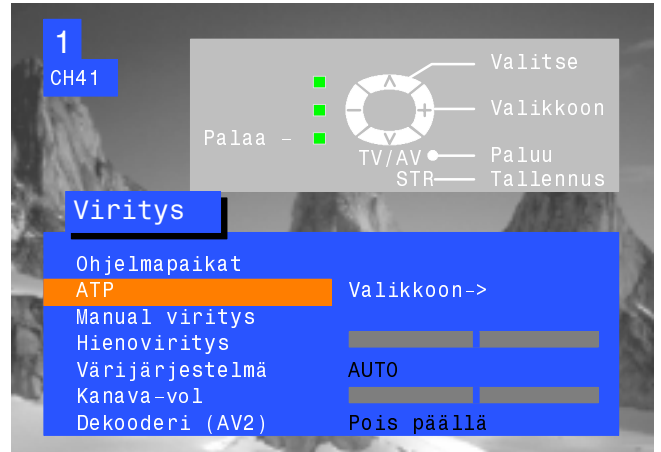 1
CH41
Valitse
Valikkoon
Palaa –
TV/AV Paluu
STR Tallennus
Viritys
Ohjelmapaikat
ATP Valikkoon->
Manual viritys
Hienoviritys
Värijärjestelmä AUTO
Kanava-vol
Dekooderi (AV2) Pois päällä